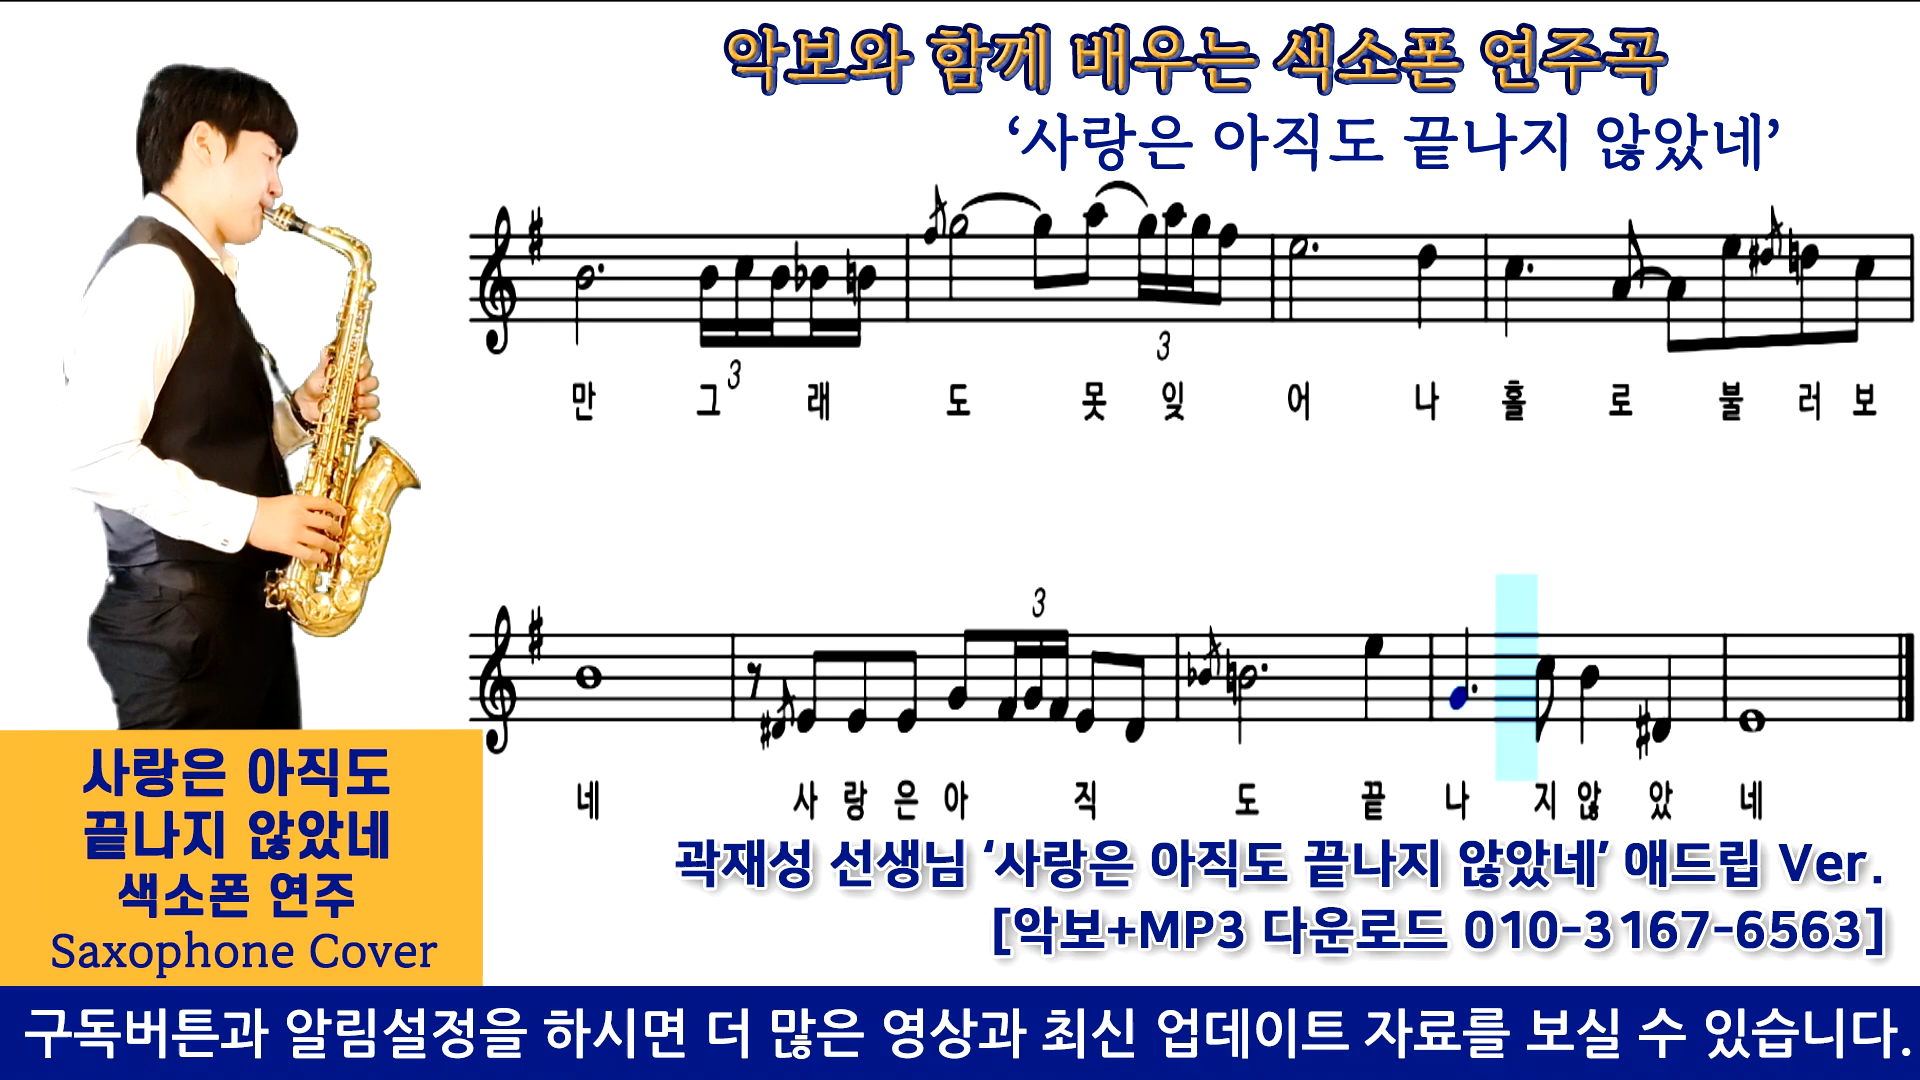 악보와 함께 배우는 색소폰 연주곡
‘사랑은 아직도 끝나지 않았네’
3
3
만 그 래 도 못 잊 어 나 홀 로 불 러 보
3
네 사 랑 은 아 직 도 끝 나 지 않 았 네
곽재성 선생님 ‘사랑은 아직도 끝나지 않았네’ 애드립 Ver.
[악보+MP3 다운로드 010-3167-6563]
사랑은 아직도
끝나지 않았네
색소폰 연주
Saxophone Cover
구독버튼과 알림설정을 하시면 더 많은 영상과 최신 업데이트 자료를 보실 수 있습니다.